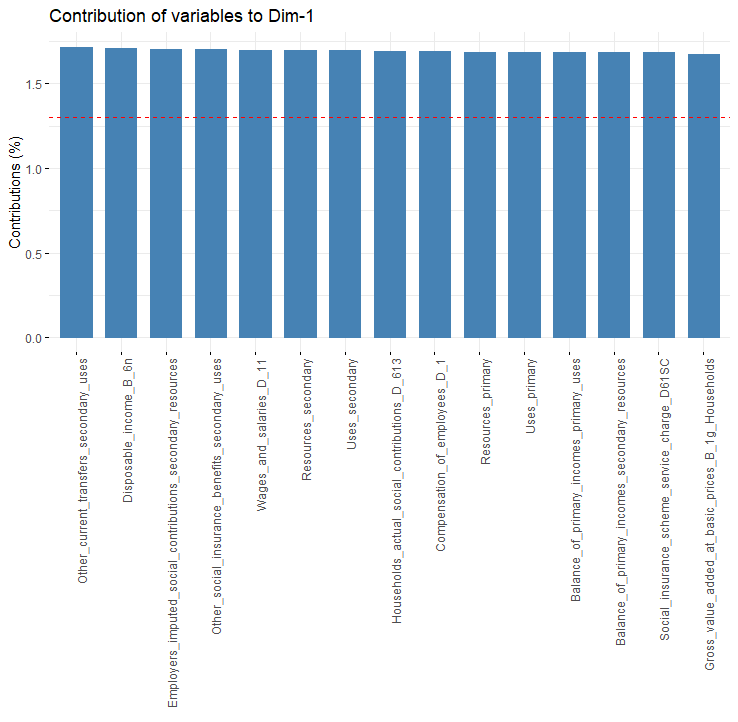 Contribution of variables to Dim-1
Contributions (%)
1.5
1.0
0.5
0.0
Other_current_transfers_secondary_uses
Disposable_income_B_6n
Employers_imputed_social_contributions_secondary_resources
Other_social_insurance_benefits_secondary_uses
Wages_and_salaries_D_11
Resources_secondary
Uses_secondary
Households_actual_social_contributions_D_613
Compensation_of_employees_D_1
Resources_primary
Uses_primary
Balance_of_primary_incomes_primary_uses
Balance_of_primary_incomes_secondary_resources
Social_insurance_scheme_service_charge_D61SC
Gross_value_added_at_basic_prices_B_1g_Households